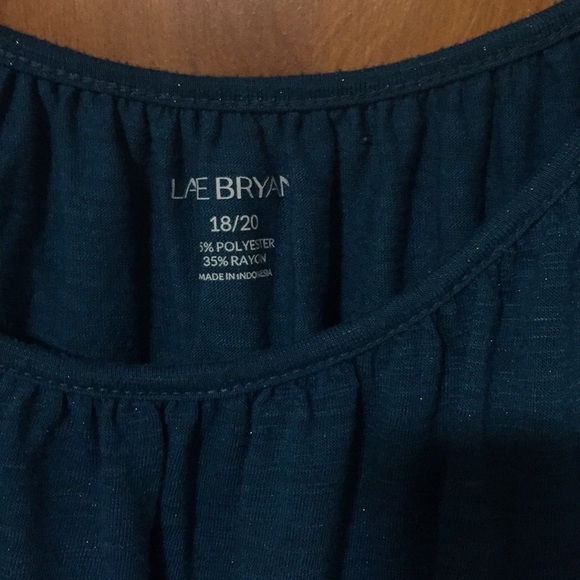 LAE BRYAN
18/20
5% POLYESTER
35% RAYON
MADE IN INDONESIA